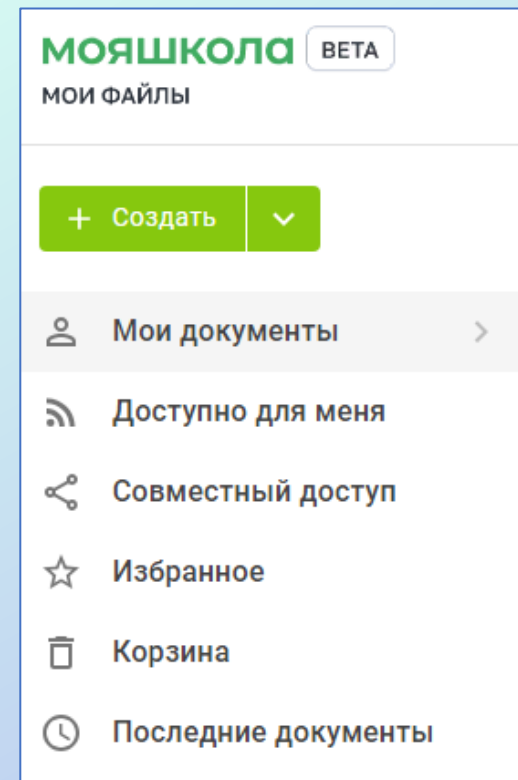 мояшкола BETA
МОИ ФАЙЛЫ
+ Создать
Мои документы
Доступно для меня
Совместный доступ
Избранное
Корзина
Последние документы